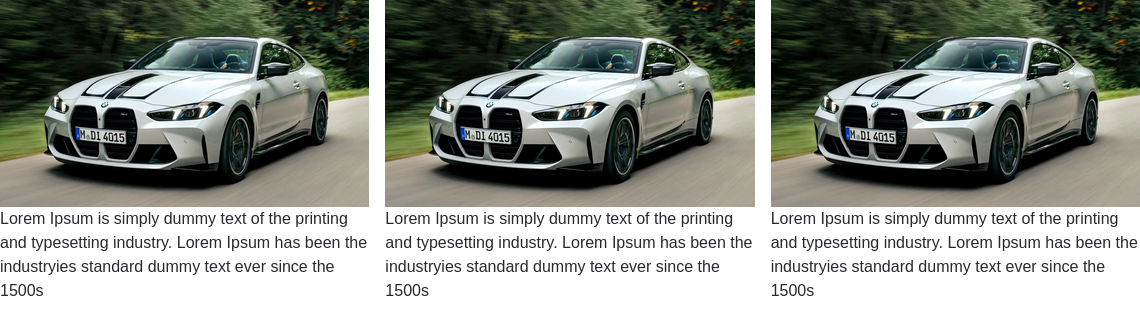 M DI 4015
Lorem Ipsum is simply dummy text of the printing
and typesetting industry. Lorem Ipsum has been the
industryies standard dummy text ever since the
1500s
M DI 4015
Lorem Ipsum is simply dummy text of the printing
and typesetting industry. Lorem Ipsum has been the
industryies standard dummy text ever since the
1500s
M DI 4015
Lorem Ipsum is simply dummy text of the printing
and typesetting industry. Lorem Ipsum has been the
industryies standard dummy text ever since the
1500s